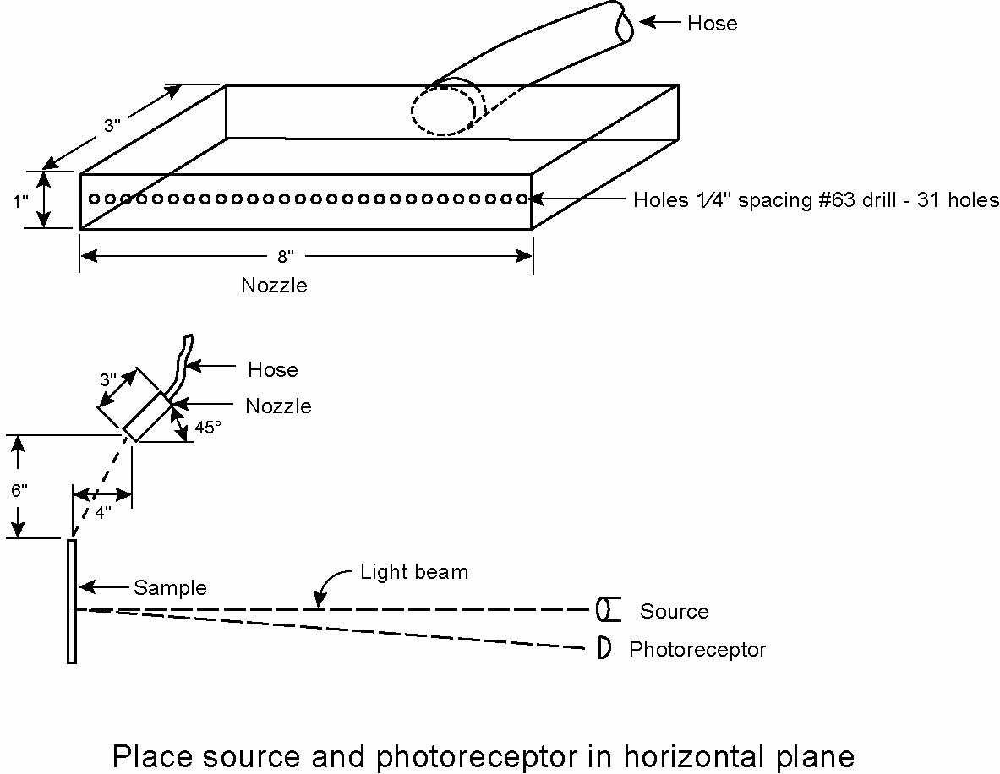 Hose
3"
1"
Holes 1⁄4" spacing #63 drill - 31 holes
8"
Nozzle
3"
Hose
Nozzle
45°
6"
4"
Light beam
Sample
Source
Photoreceptor
Place source and photoreceptor in horizontal plane